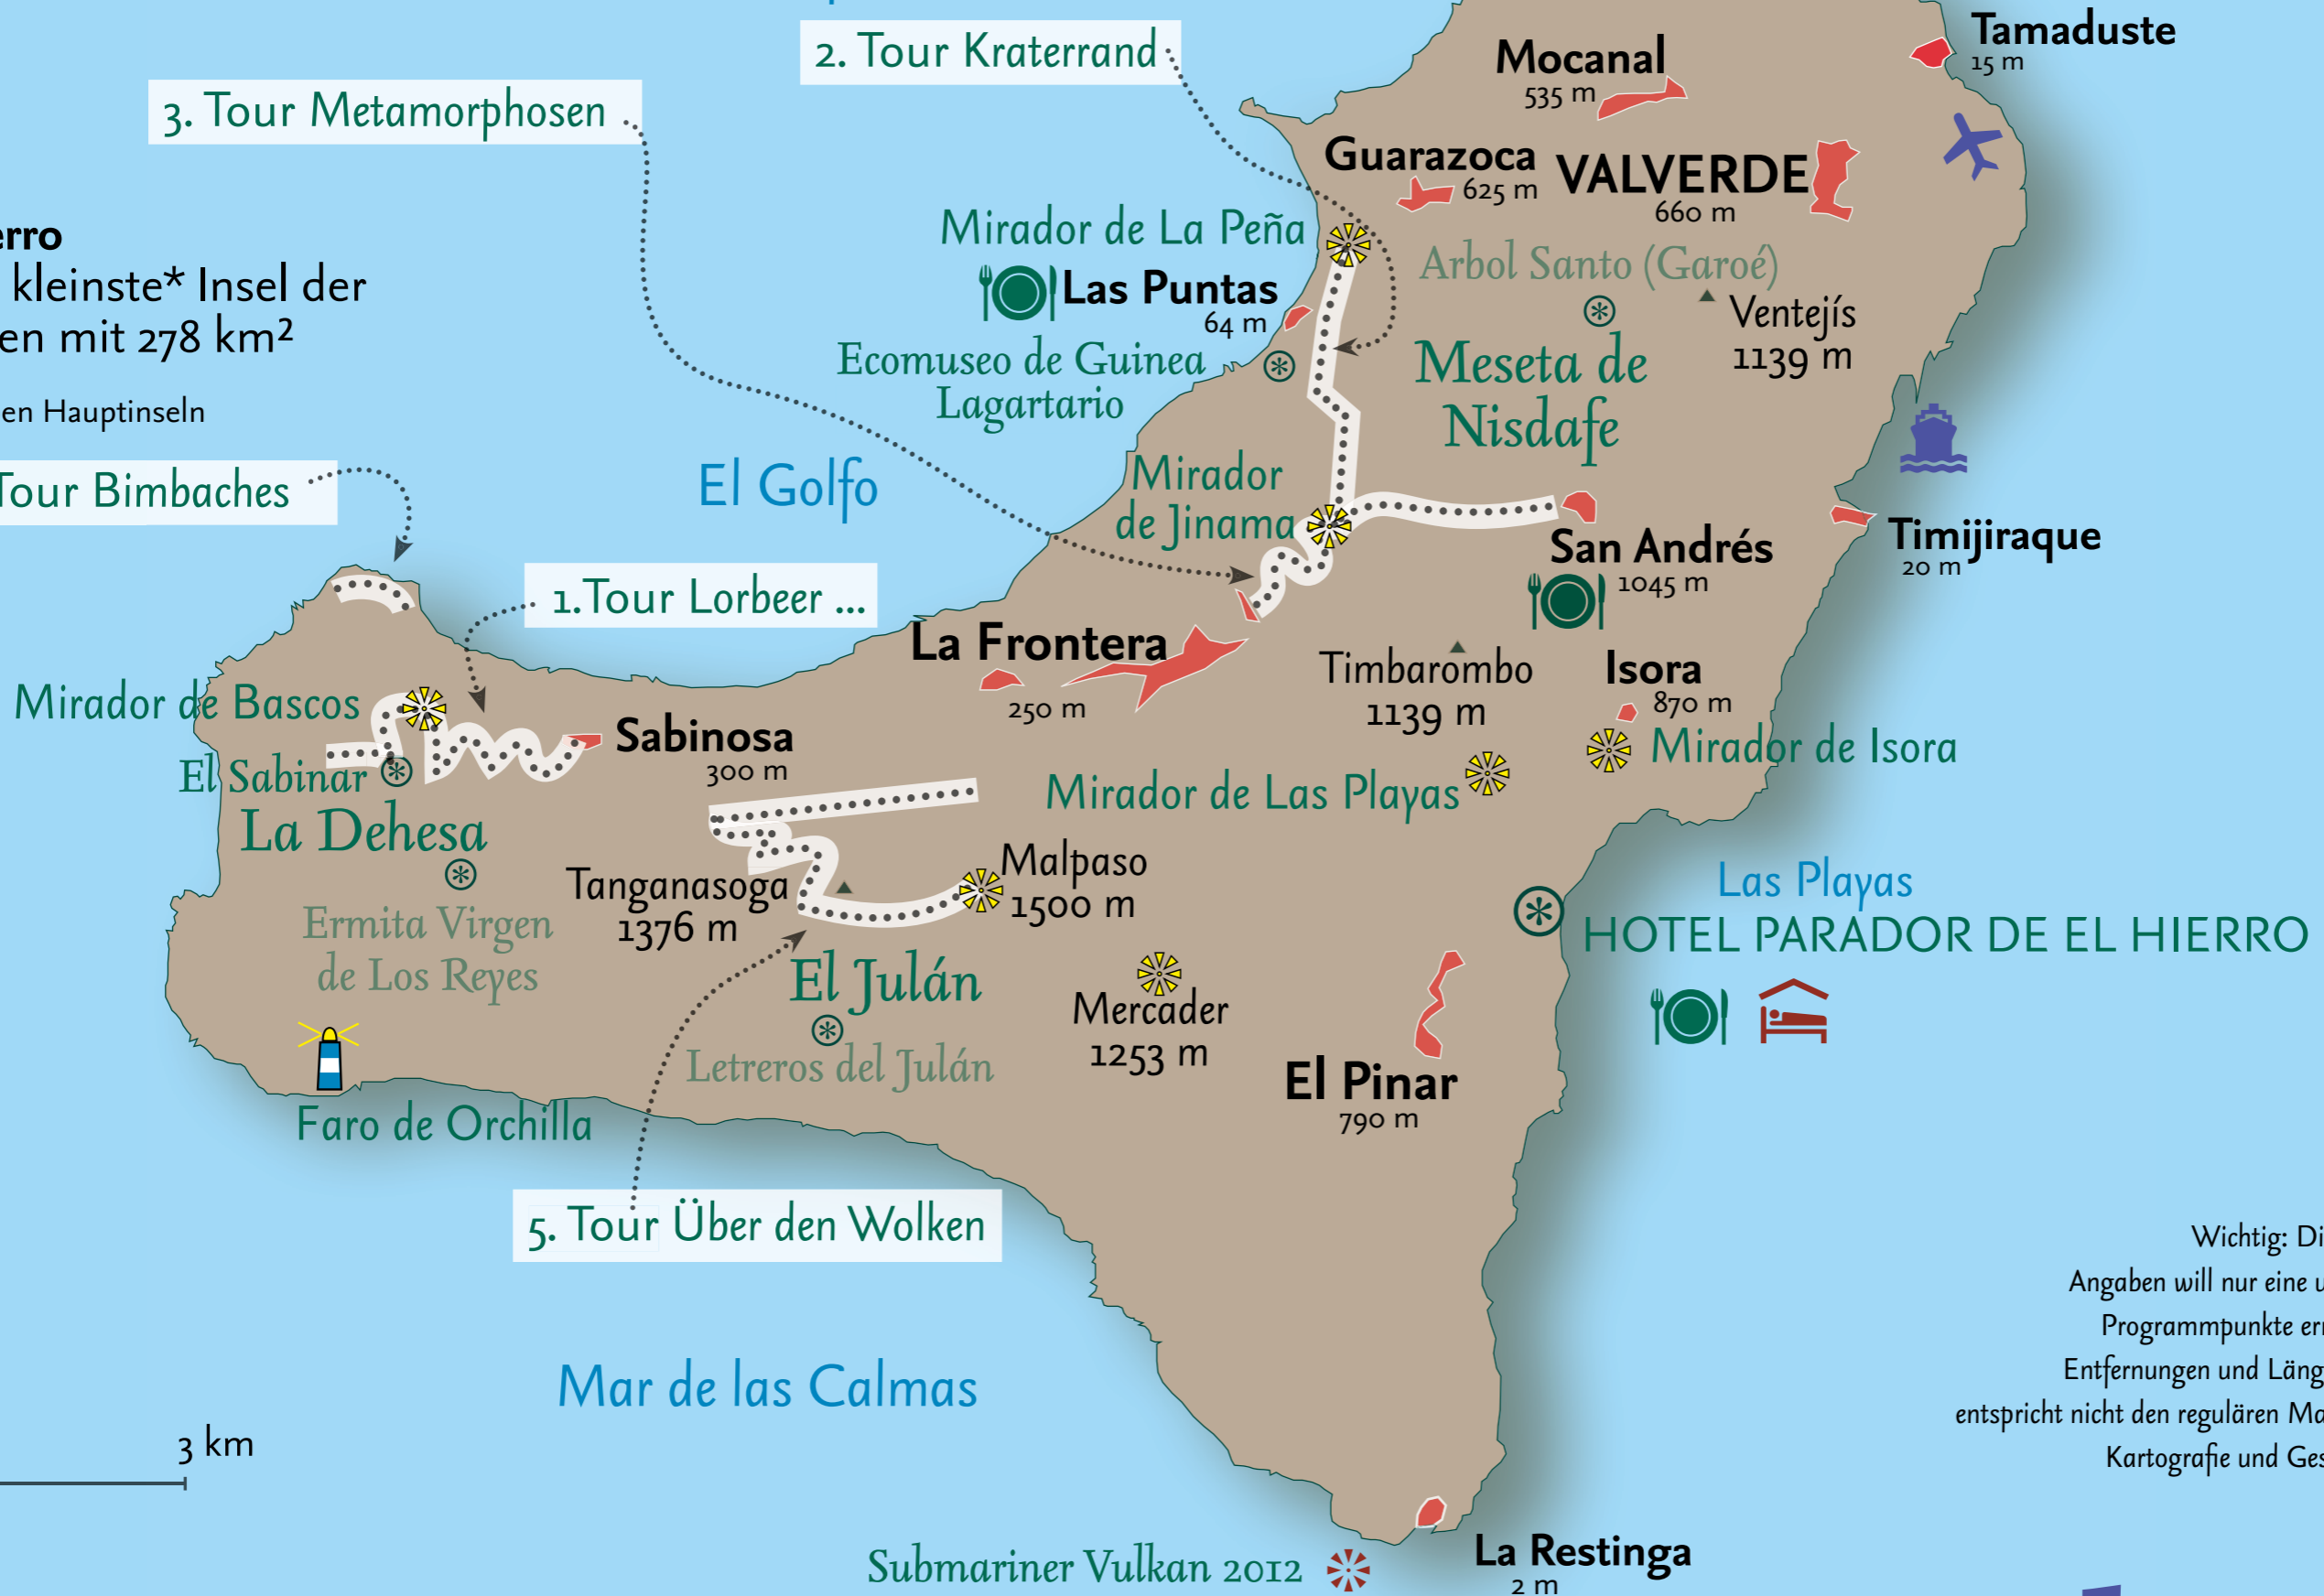 Tamaduste
15 m
2. Tour Kraterrand
Mocanal
535 m
3. Tour Metamorphosen
Guarazoca
625 m
VALVERDE
660 m
Mirador de La Peña
erro
kleinste* Insel der
en mit 278 km²
en Hauptinseln
Las Puntas
64 m
Arbol Santo (Garoé)
Ventejís
1139 m
Ecomuseo de Guinea
Lagartario
Meseta de
Nisdafe
El Golfo
Mirador
de Jinama
Tour Bimbaches
San Andrés
1045 m
Timijiraque
20 m
1.Tour Lorbeer ...
La Frontera
250 m
Timbarombo
1139 m
Isora
870 m
Mirador de Bascos
Sabinosa
300 m
Mirador de Isora
El Sabinar
La Dehesa
Mirador de Las Playas
Malpaso
1500 m
Tanganasoga
1376 m
Las Playas
HOTEL PARADOR DE EL HIERRO
Ermita Virgen
de Los Reyes
El Julán
Letreros del Julán
Mercader
1253 m
El Pinar
790 m
Faro de Orchilla
5. Tour Über den Wolken
Wichtig: Di
Angaben will nur eine u
Programmpunkte er
Entfernungen und Läng
entspricht nicht den regulären Ma
Kartografie und Ges
Mar de las Calmas
3 km
Submariner Vulkan 2012
La Restinga
2 m